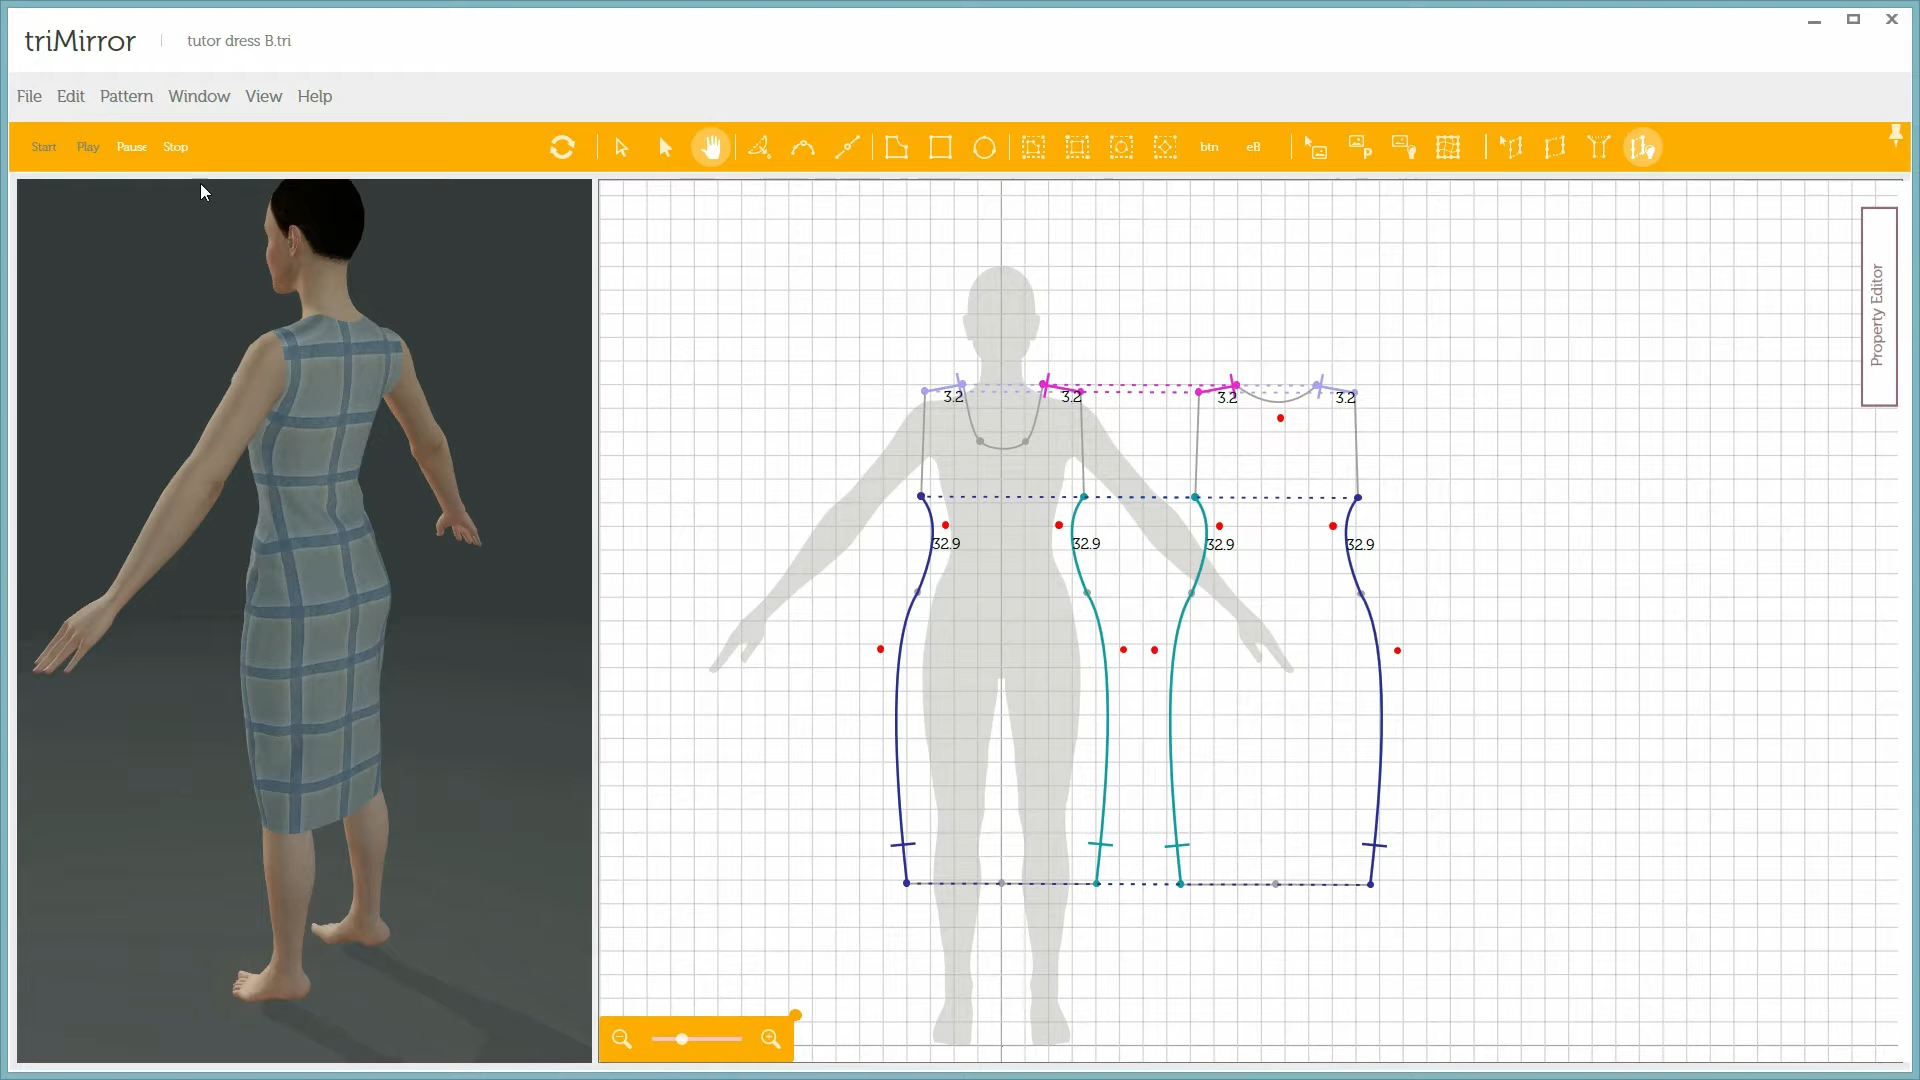 triMirror
tutor dress B.tri
File Edit Pattern Window View Help
Start Play Pause Stop
btn eB
P
Property Editor
3.2 3.2 3.2 3.2
32.9 32.9 32.9 32.9